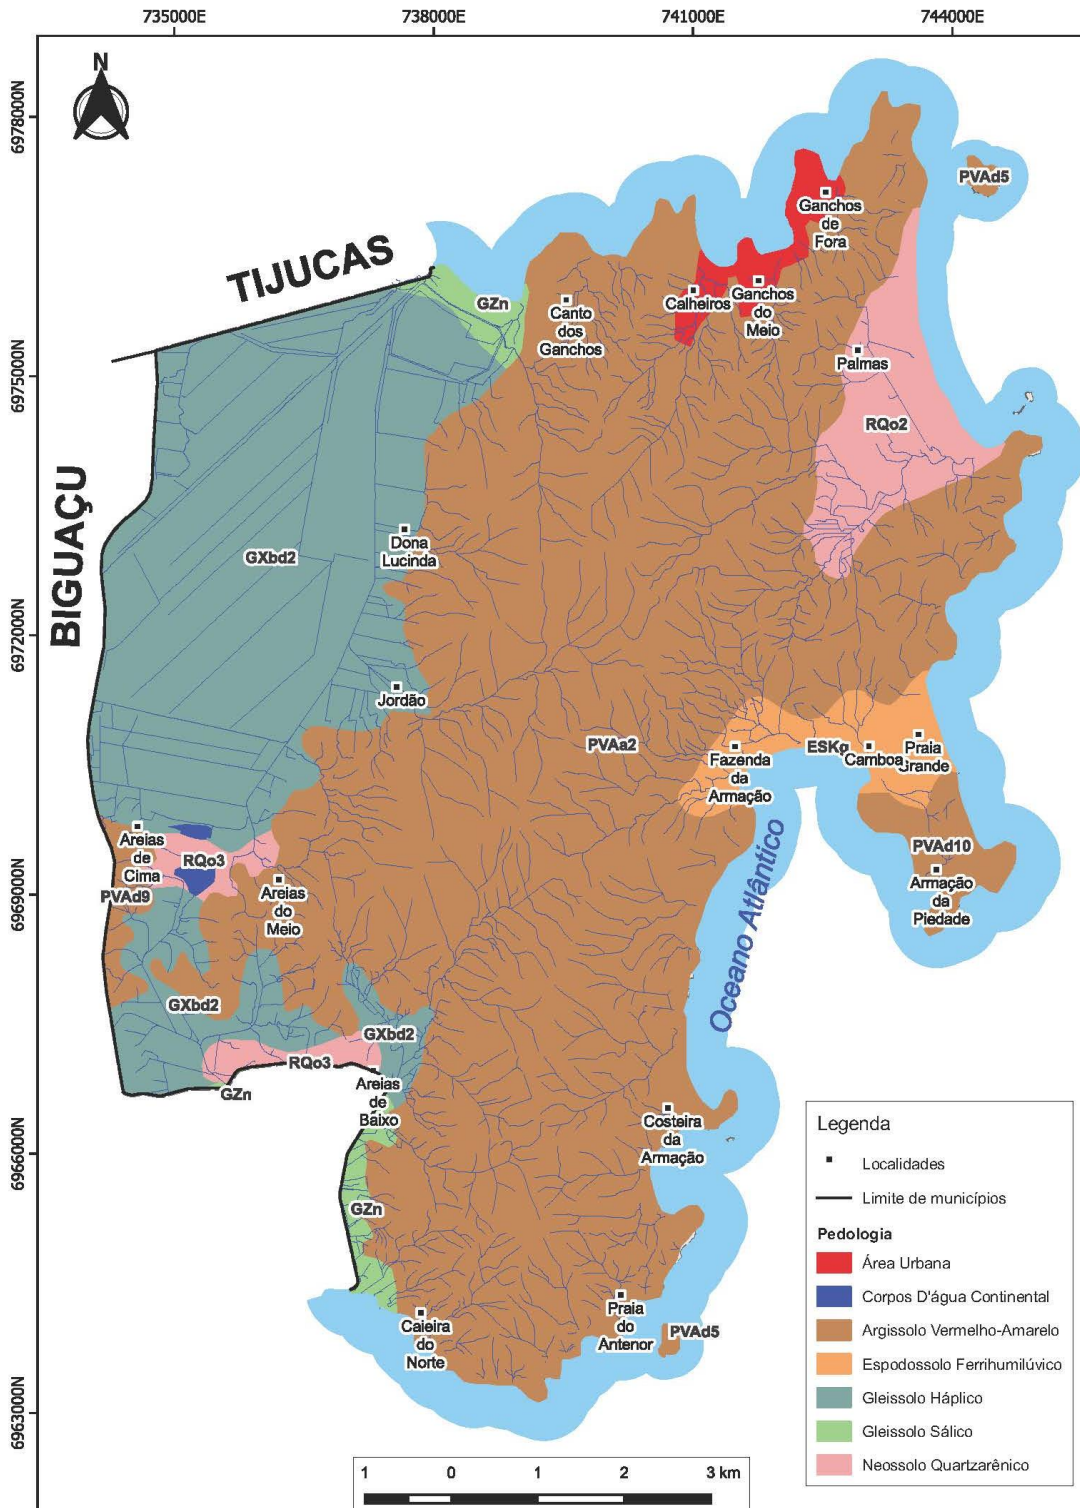 735000E
738000E
741000E
744000E
N
6978000N
6975000N
6972000N
6969000N
6966000N
6963000N
PVAd5
Ganchos
de
Fora
TIJUCAS
GZn
Canto
dos
Ganchos
Calheiros
Ganchos
do
Meio
Palmas
RQo2
BIGUAÇU
GXbd2
Dona
Lucinda
Jordão
PVAa2
Fazenda
da
Armação
ESKg
Camboa
Praia
Grande
Areias
de
Cima
RQo3
PVAd9
Areias
do
Meio
PVAd10
Armação
da
Piedade
Oceano Atlântico
GXbd2
GXbd2
RQo3
GZn
Areias
de
Baixo
Costeira
da
Armação
GZn
Caieira
do
Norte
Praia
do
Antenor
PVAd5
Legenda
Localidades
Limite de municípios
Pedologia
Área Urbana
Corpos D'água Continental
Argissolo Vermelho-Amarelo
Espodossolo Ferrihumilúvico
Gleissolo Háplico
Gleissolo Sálico
Neossolo Quartzarênico
1 0 1 2 3 km